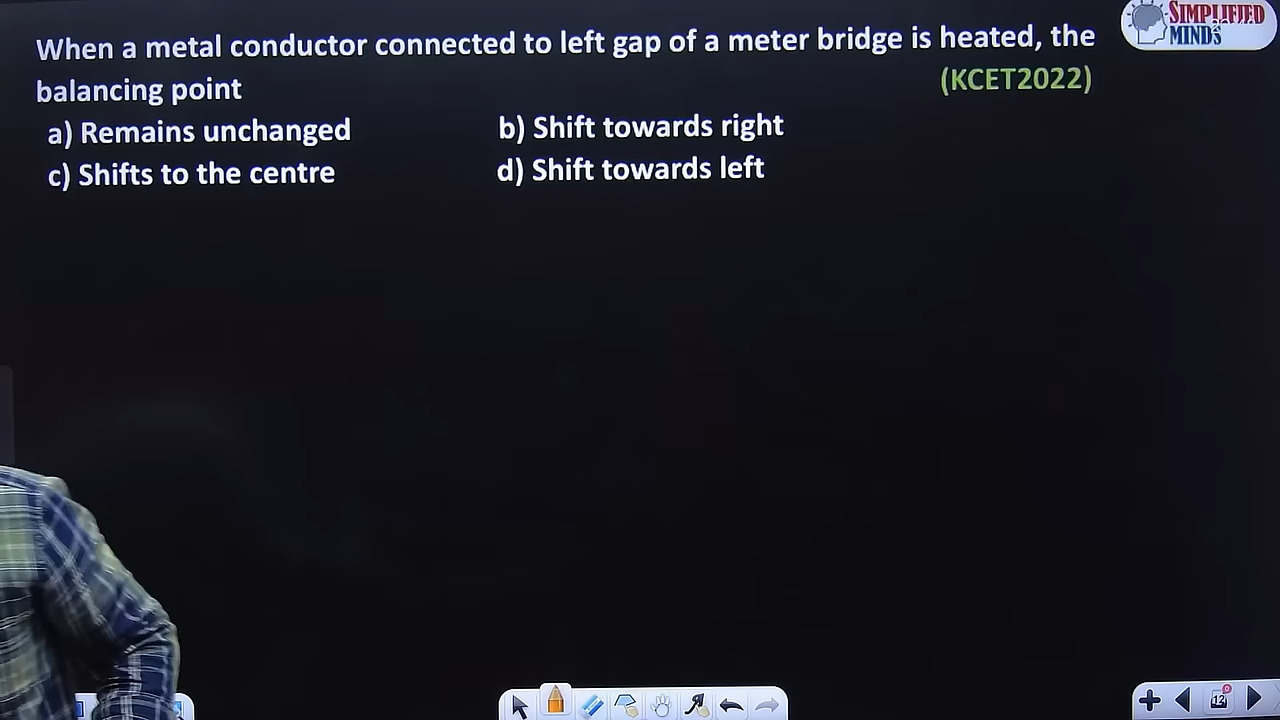 When a metal conductor connected to left gap of a meter bridge is heated, the
balancing point (KCET2022)
a) Remains unchanged b) Shift towards right
c) Shifts to the centre d) Shift towards left
SIMPLIFIED
MINDS
12